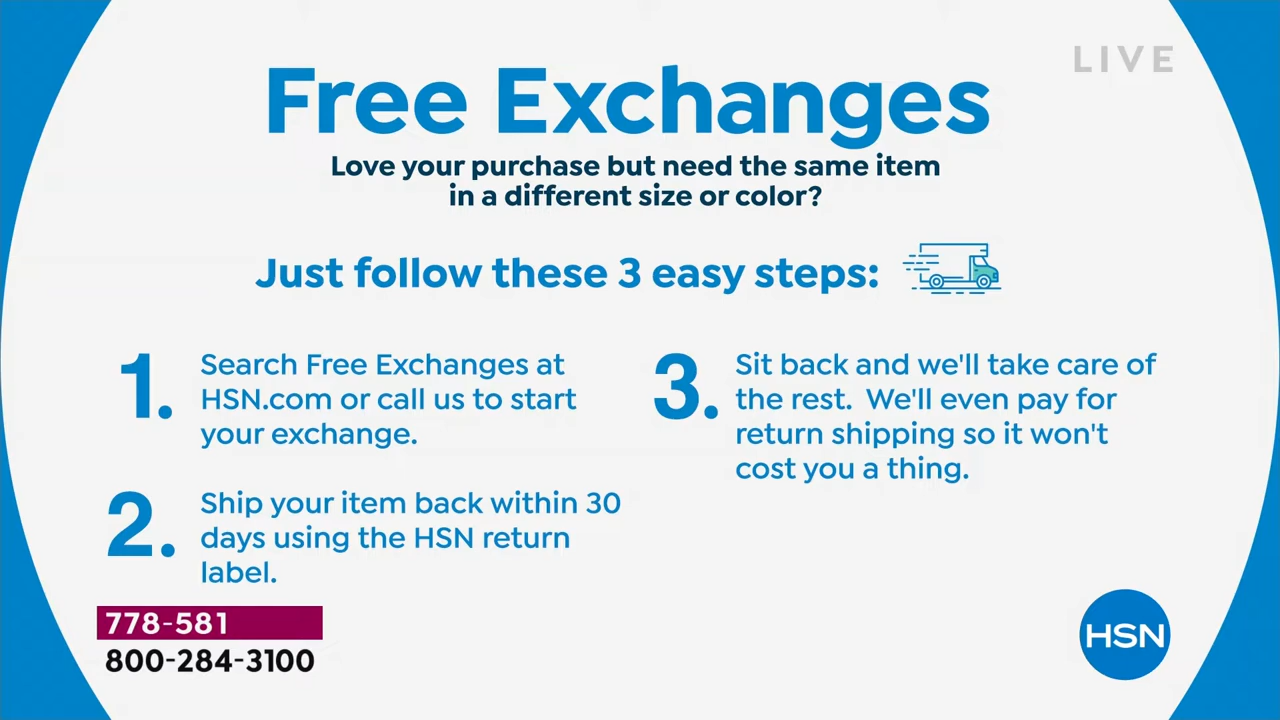 LIVE
Free Exchanges
Love your purchase but need the same item
in a different size or color?
Just follow these 3 easy steps:
1.
Search Free Exchanges at
HSN.com or call us to start
your exchange.
2.
Ship your item back within 30
days using the HSN return
label.
3.
Sit back and we'll take care of
the rest. We'll even pay for
return shipping so it won't
cost you a thing.
778-581
800-284-3100
HSN